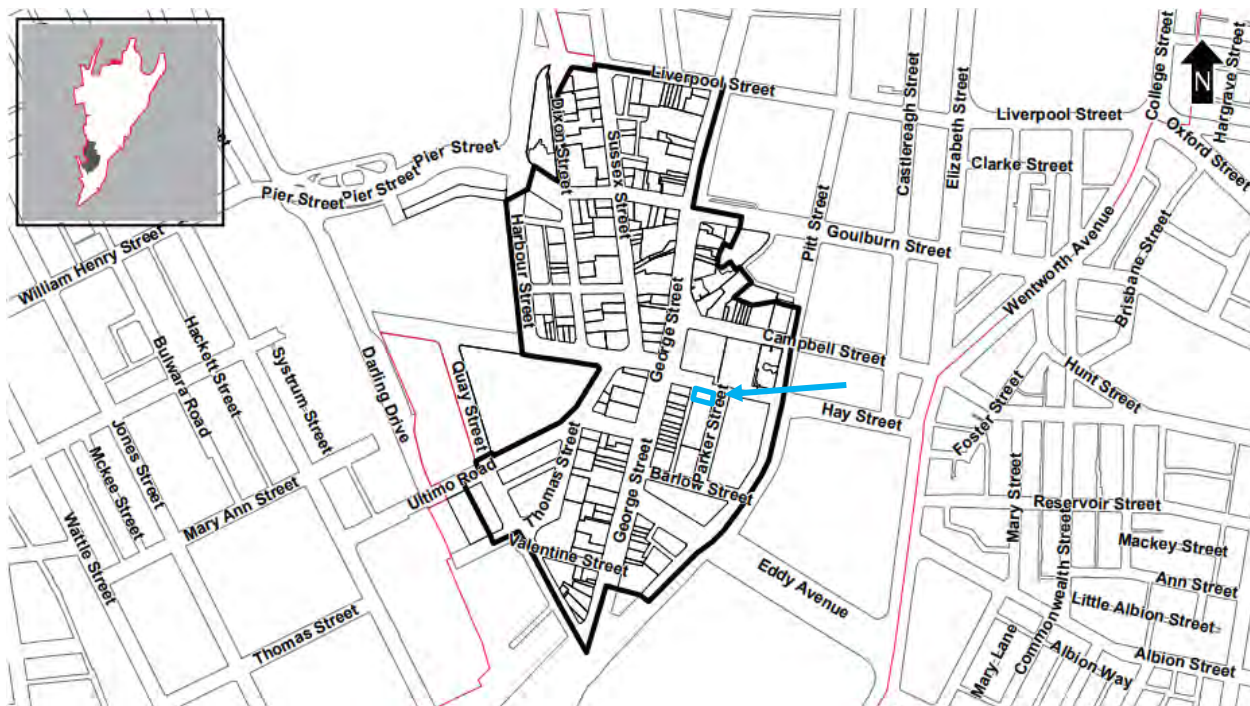 Liverpool Street
College Street
N
Hargrave Street
Liverpool Street
Oxford Street
Dixon Street
Sussex Street
Castlereagh Street
Elizabeth Street
Clarke Street
Pier Street
Pier Street
Pier Street
Pitt Street
Goulburn Street
Wentworth Avenue
Brisbane Street
William Henry Street
Harbour Street
George Street
Campbell Street
Hackett Street
Bulwara Road
Systrum Street
Darling Drive
Quay Street
Hunt Street
Foster Street
Hay Street
Parker Street
Jones Street
Mckee Street
Mary Ann Street
Wattle Street
Ultimo Road
Thomas Street
George Street
Barlow Street
Valentine Street
Mary Street
Reservoir Street
Commonwealth Street
Mackey Street
Eddy Avenue
Ann Street
Little Albion Street
Thomas Street
Mary Lane
Albion Way
Albion Street